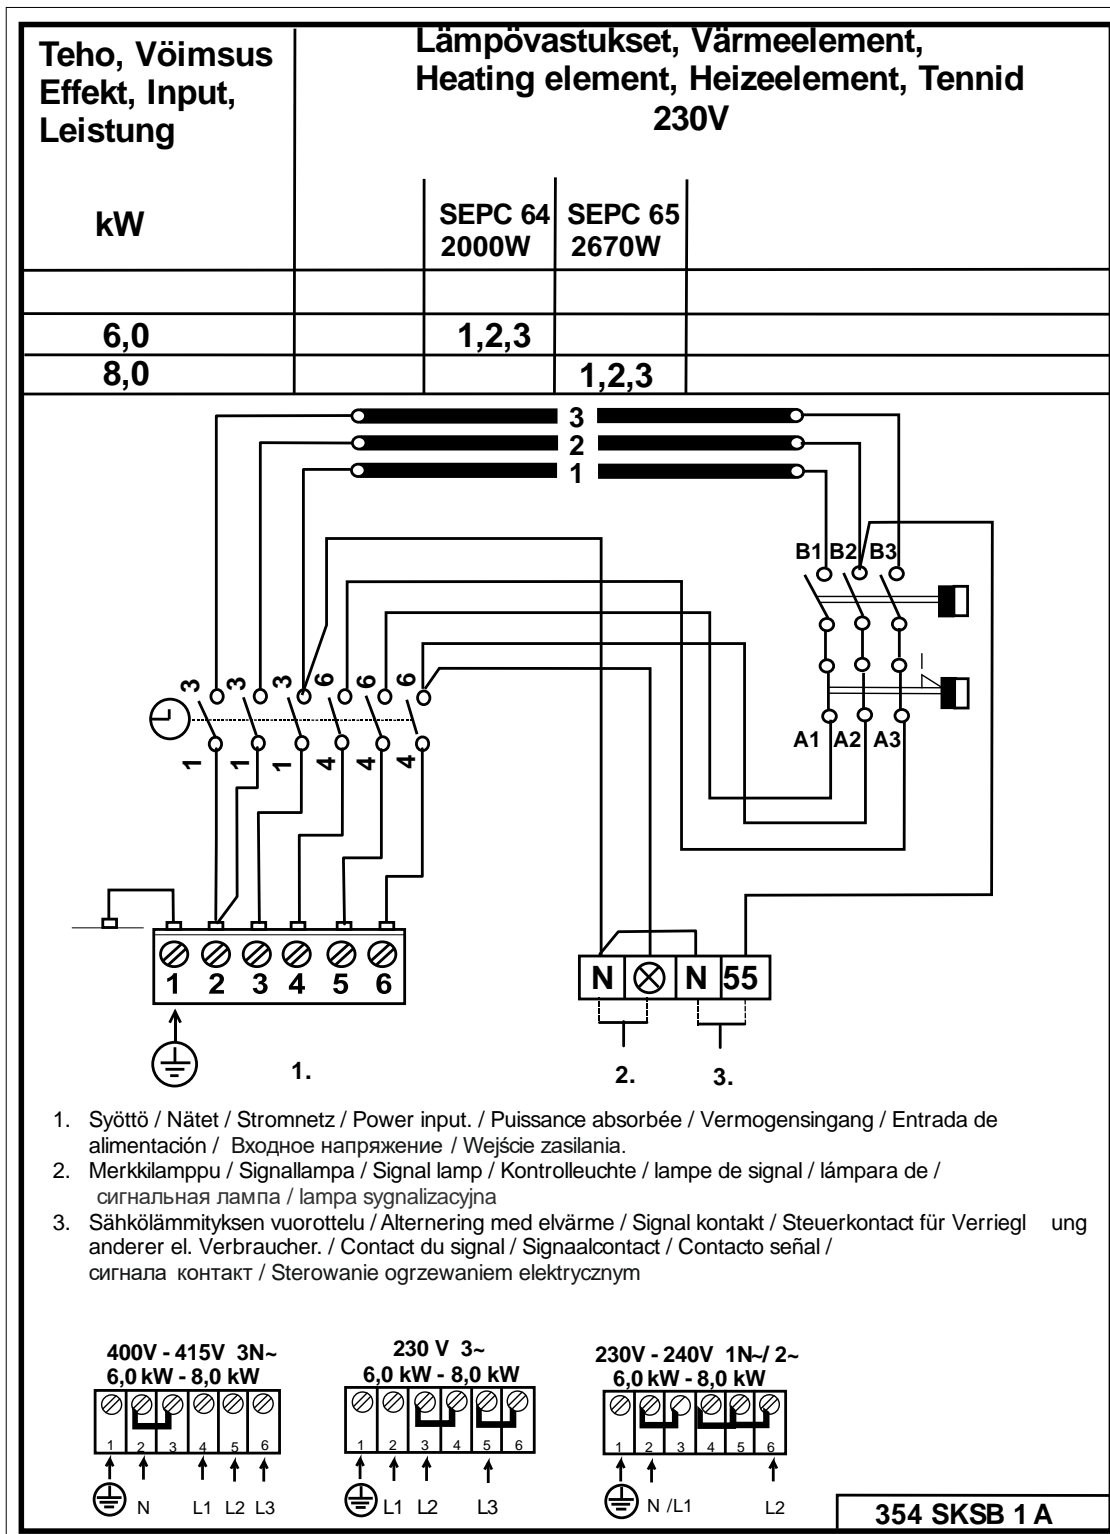 Teho, Vöimsus
Effekt, Input,
Leistung
kW
Lämpövastukset, Värmeelement,
Heating element, Heizeelement, Tennid
230V
SEPC 64 SEPC 65
2000W 2670W
6,0 1,2,3
8,0 1,2,3
3
2
1
B1 B2 B3
3 3 3 6 6 6
A1 A2 A3
1 1 1 4 4 4
1 2 3 4 5 6
N N 55
1. 2. 3.
1. Syöttö / Nätet / Stromnetz / Power input. / Puissance absorbée / Vermogensingang / Entrada de
alimentación / Входное напряжение / Wejście zasilania.
2. Merkkilamppu / Signallampa / Signal lamp / Kontrolleuchte / lampe de signal / lámpara de /
сигнальная лампа / lampa sygnalizacyjna
3. Sähkölämmityksen vuorottelu / Alternering med elvärme / Signal kontakt / Steuerkontact für Verriegl ung
anderer el. Verbraucher. / Contact du signal / Signaalcontact / Contacto señal /
сигнала контакт / Sterowanie ogrzewaniem elektrycznym
400V - 415V 3N~
6,0 kW - 8,0 kW
1 2 3 4 5 6
N L1 L2 L3
230 V 3~
6,0 kW - 8,0 kW
1 2 3 4 5 6
L1 L2 L3
230V - 240V 1N~/ 2~
6,0 kW - 8,0 kW
1 2 3 4 5 6
N /L1 L2
354 SKSB 1 A